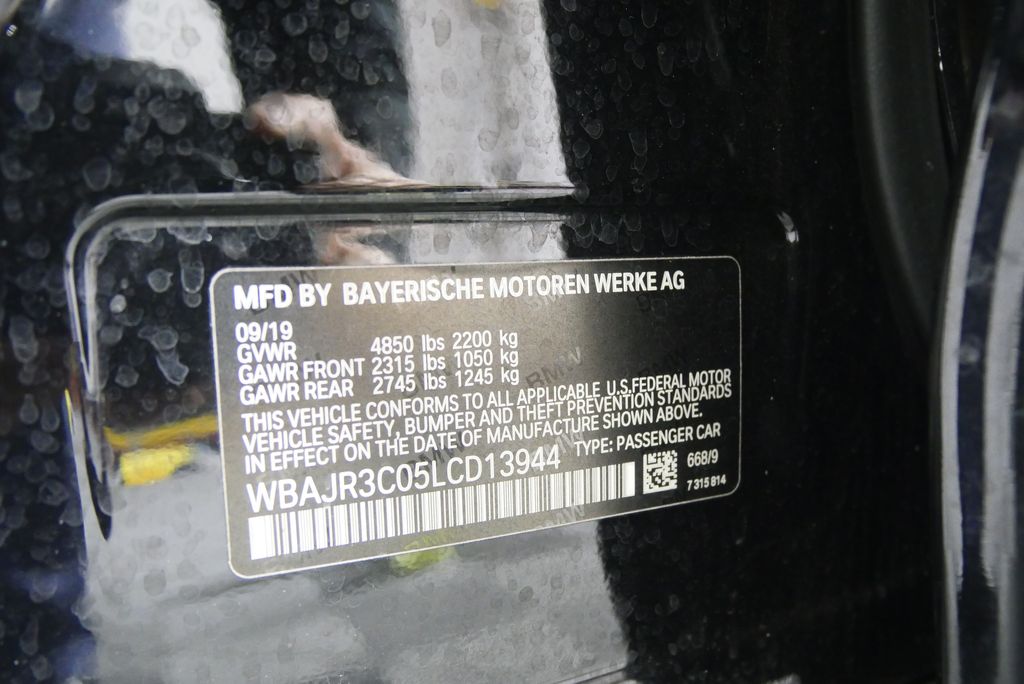 MFD BY BAYERISCHE MOTOREN WERKE AG
09/19
GVWR 4850 lbs 2200 kg
GAWR FRONT 2315 lbs 1050 kg
GAWR REAR 2745 lbs 1245 kg
THIS VEHICLE CONFORMS TO ALL APPLICABLE U.S.FEDERAL MOTOR
VEHICLE SAFETY, BUMPER AND THEFT PREVENTION STANDARDS
IN EFFECT ON THE DATE OF MANUFACTURE SHOWN ABOVE.
WBAJR3C05LCD13944 TYPE: PASSENGER CAR
668/9
7 315 814